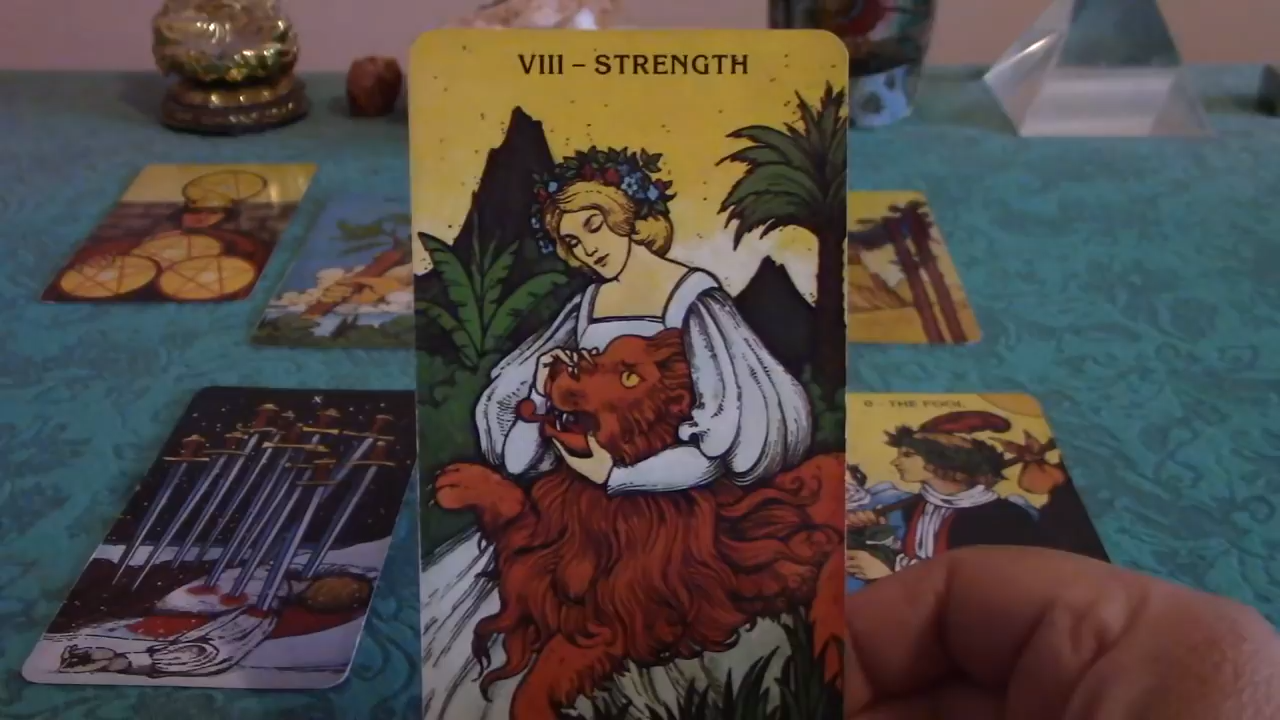 VIII – STRENGTH
X
0 – THE FOOL.